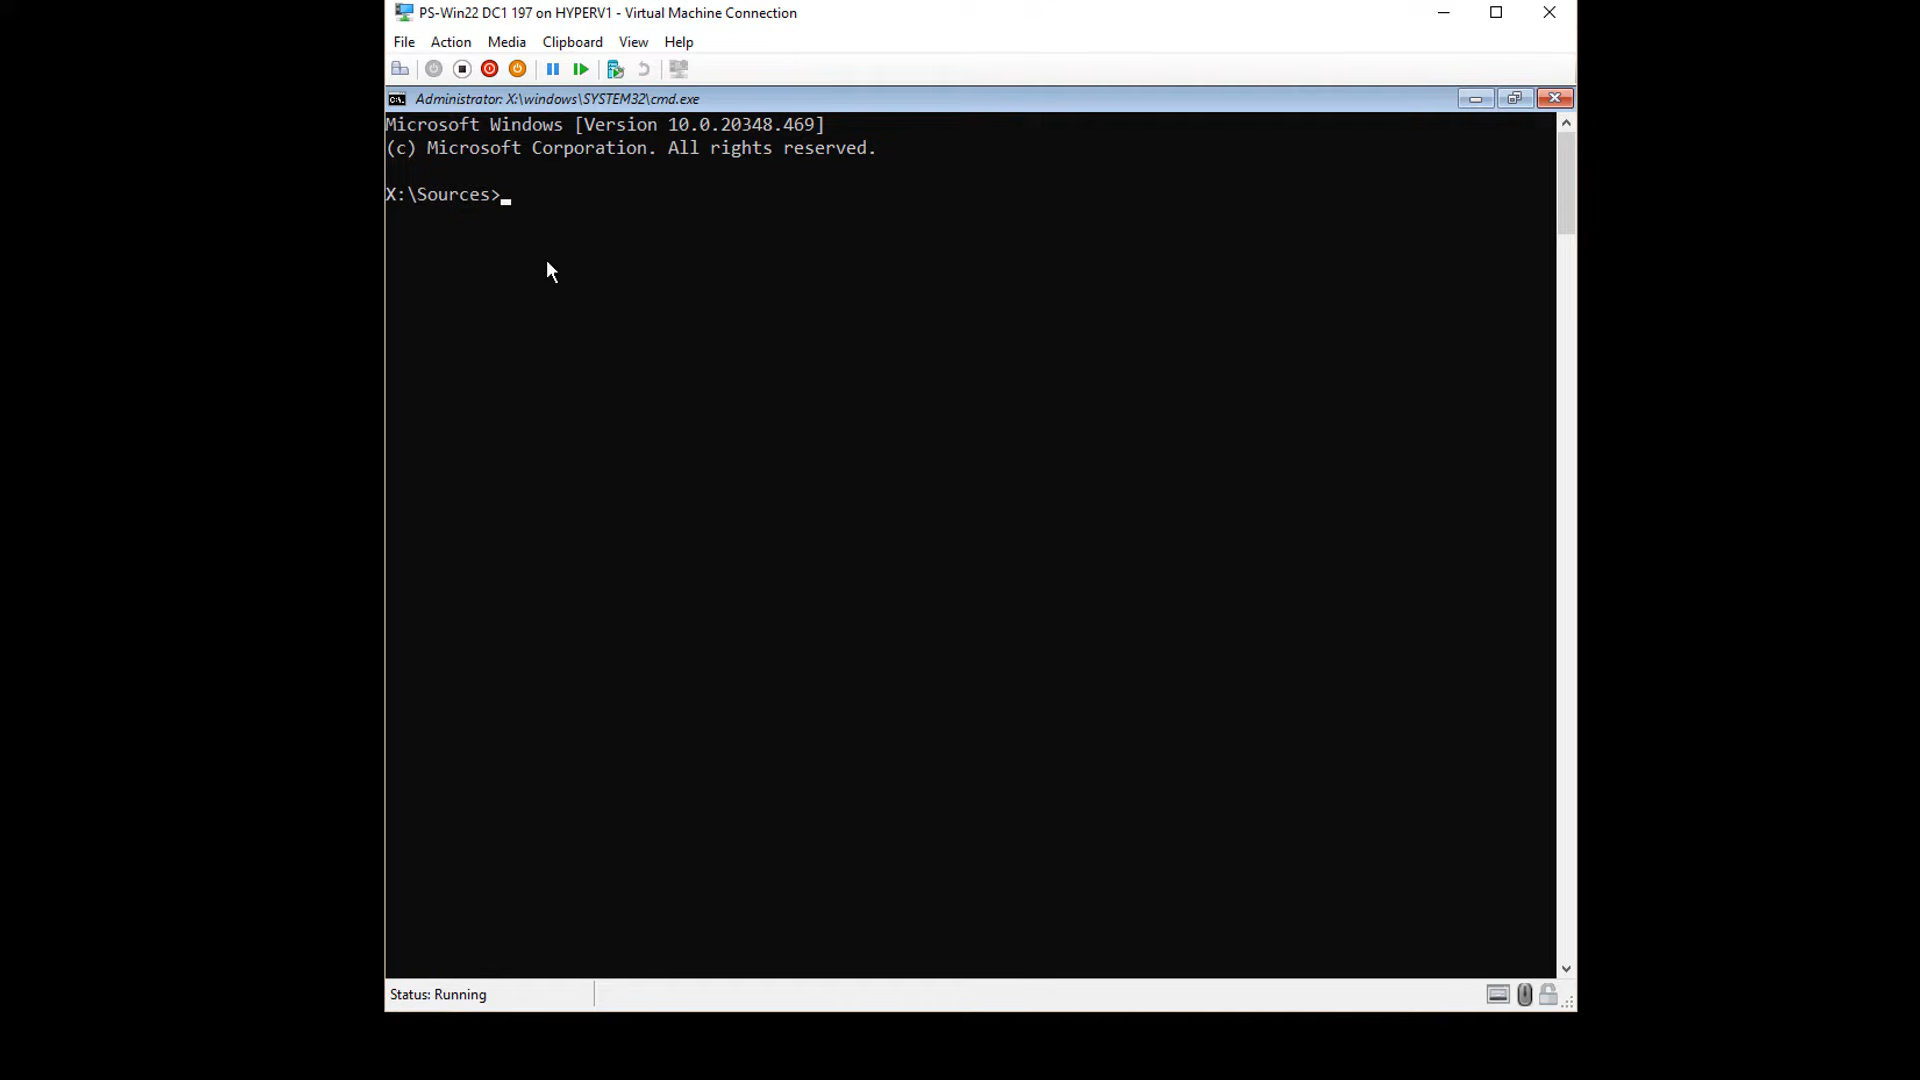 PS-Win22 DC1 197 on HYPERV1 - Virtual Machine Connection
File Action Media Clipboard View Help
Administrator: X:\windows\SYSTEM32\cmd.exe
Microsoft Windows [Version 10.0.20348.469]
(c) Microsoft Corporation. All rights reserved.
X:\Sources>
Status: Running